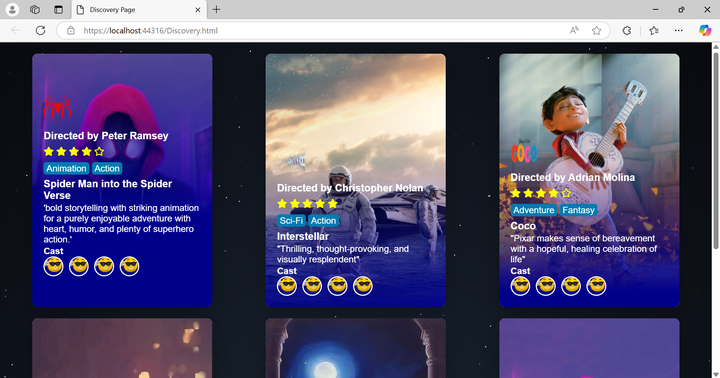 Discovery Page
https://localhost:44316/Discovery.html
Directed by Peter Ramsey
Animation Action
Spider Man into the Spider
Verse
'bold storytelling with striking animation
for a purely enjoyable adventure with
heart, humor, and plenty of superhero
action.'
Cast
Directed by Christopher Nolan
Sci-Fi Action
Interstellar
"Thrilling, thought-provoking, and
visually resplendent"
Cast
COCO
Directed by Adrian Molina
Adventure Fantasy
Coco
"Pixar makes sense of bereavement
with a hopeful, healing celebration of
life"
Cast